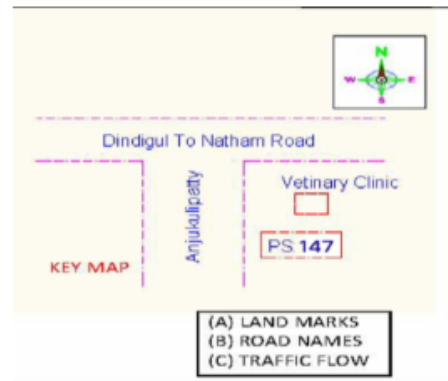 N
W E
S
Dindigul To Natham Road
Anjukulipatty
Vetinary Clinic
PS.147
KEY MAP
(A) LAND MARKS
(B) ROAD NAMES
(C) TRAFFIC FLOW